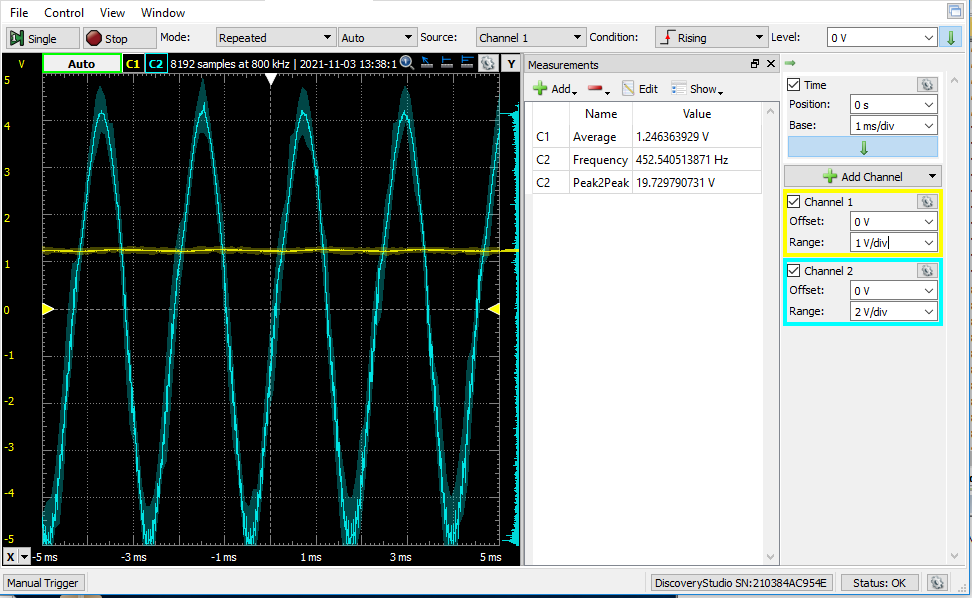 File Control View Window
Single Stop Mode: Repeated Auto Source: Channel 1 Condition: Rising Level: 0 V
V Auto C1 C2 8192 samples at 800 kHz | 2021-11-03 13:38:1 Y
Measurements
Add Edit Show
Name Value
C1 Average 1.246363929 V
C2 Frequency 452.540513871 Hz
C2 Peak2Peak 19.729790731 V
5
4
3
2
1
0
-1
-2
-3
-4
-5
X -5 ms -3 ms -1 ms 1 ms 3 ms 5 ms
Time
Position: 0 s
Base: 1 ms/div
Add Channel
Channel 1
Offset: 0 V
Range: 1 V/div
Channel 2
Offset: 0 V
Range: 2 V/div
Manual Trigger DiscoveryStudio SN:210384AC954E Status: OK